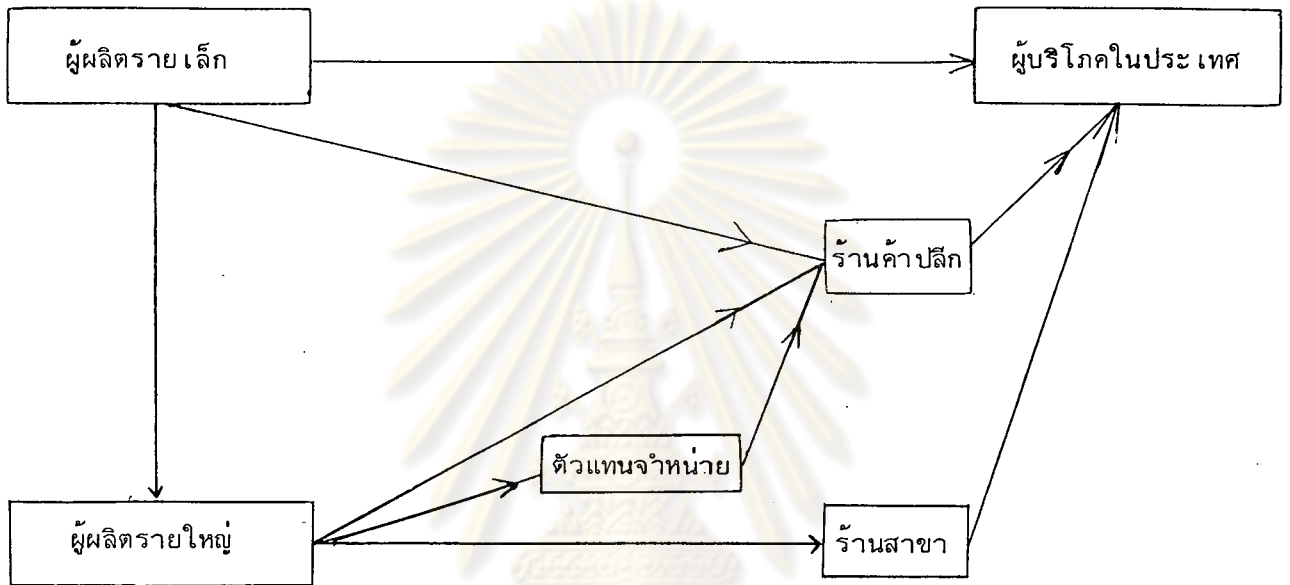 ผู้ผลิตรายเล็ก
ผู้บริโภคในประเทศ
ร้านค้าปลีก
ตัวแทนจำหน่าย
ผู้ผลิตรายใหญ่
ร้านสาขา